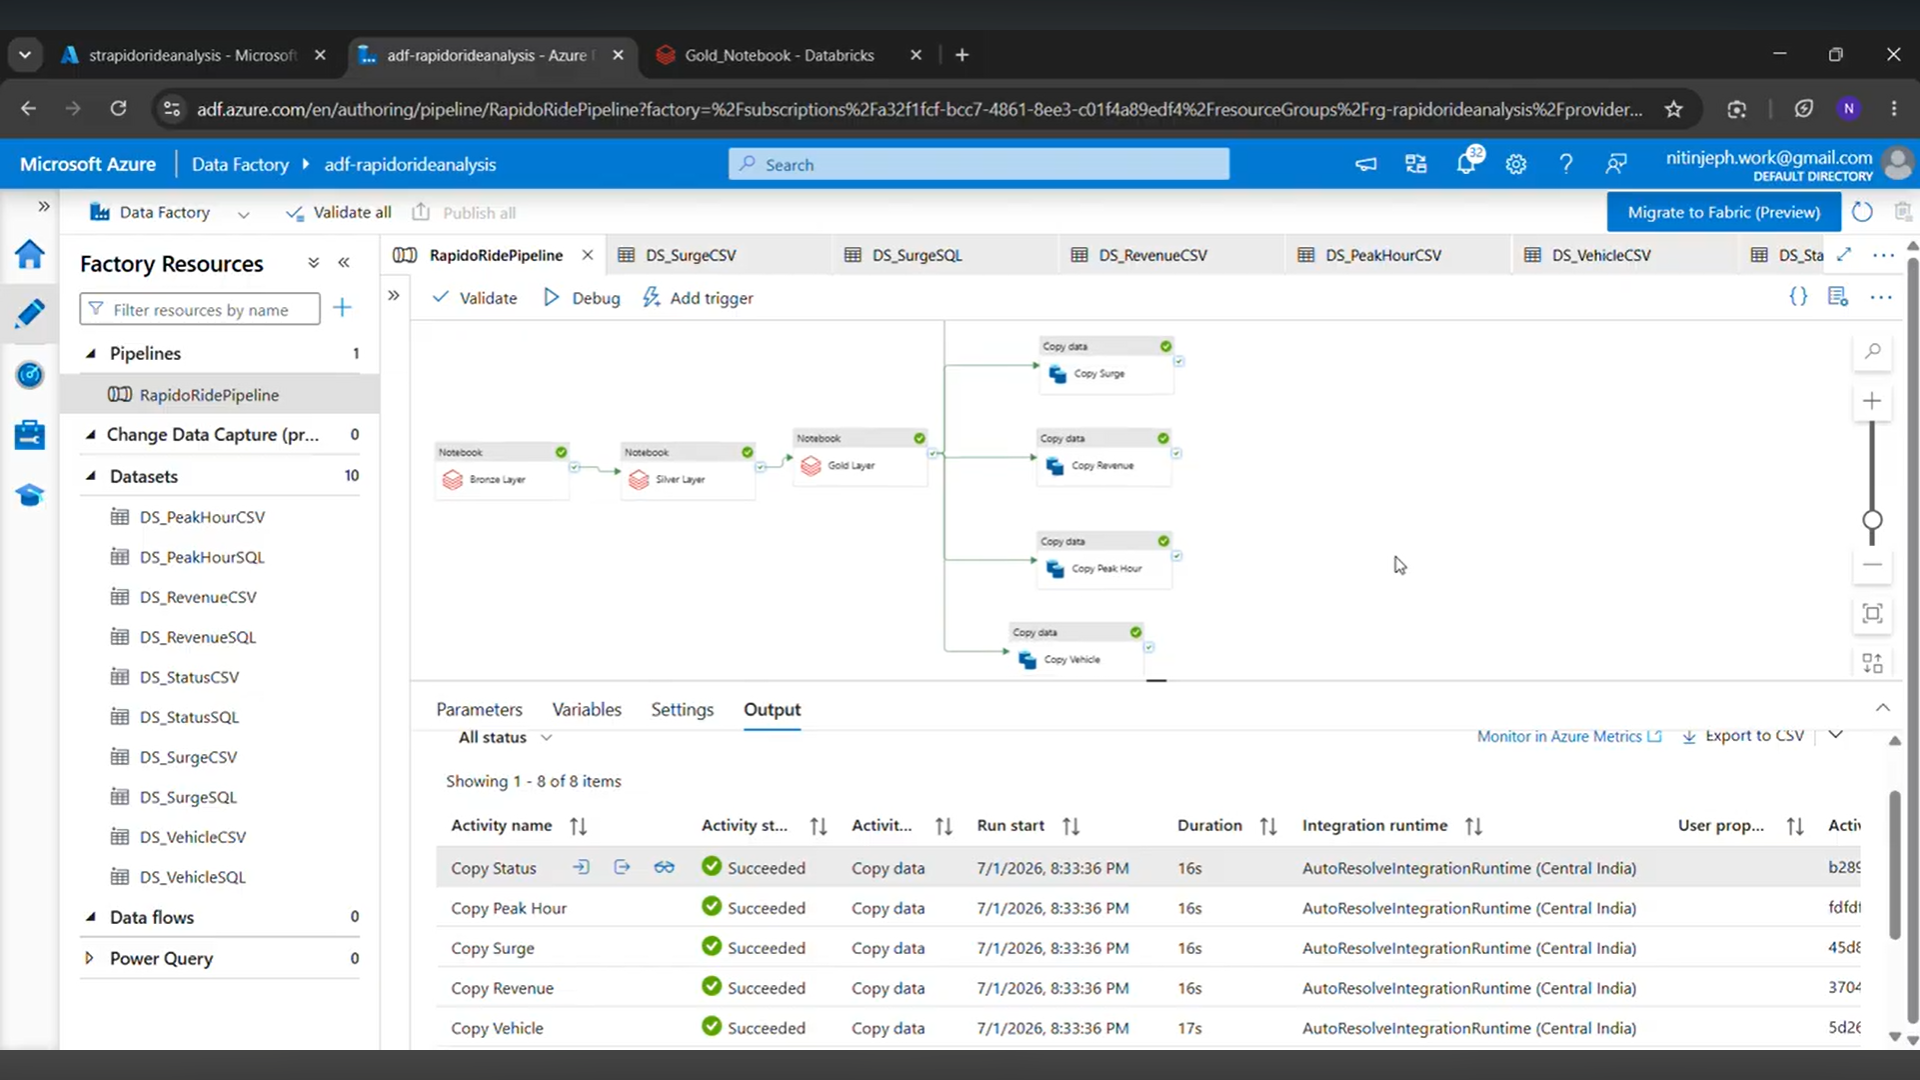 strapidorideanalysis - Microsoft
adf-rapidorideanalysis - Azure
Gold_Notebook - Databricks
adf.azure.com/en/authoring/pipeline/RapidoRidePipeline?factory=%2Fsubscriptions%2Fa32f1fcf-bcc7-4861-8ee3-c01f4a89edf4%2FresourceGroups%2Frg-rapidorideanalysis%2Fprovider...
N
Microsoft Azure
Data Factory
adf-rapidorideanalysis
Search
32
nitinjeph.work@gmail.com
DEFAULT DIRECTORY
Data Factory
Validate all
Publish all
Migrate to Fabric (Preview)
Factory Resources
Filter resources by name
Pipelines 1
RapidoRidePipeline
Change Data Capture (pr... 0
Datasets 10
DS_PeakHourCSV
DS_PeakHourSQL
DS_RevenueCSV
DS_RevenueSQL
DS_StatusCSV
DS_StatusSQL
DS_SurgeCSV
DS_SurgeSQL
DS_VehicleCSV
DS_VehicleSQL
Data flows 0
Power Query 0
RapidoRidePipeline
DS_SurgeCSV
DS_SurgeSQL
DS_RevenueCSV
DS_PeakHourCSV
DS_VehicleCSV
DS_Sta
Validate
Debug
Add trigger
Notebook
Bronze Layer
Notebook
Silver Layer
Notebook
Gold Layer
Copy data
Copy Surge
Copy data
Copy Revenue
Copy data
Copy Peak Hour
Copy data
Copy Vehicle
Parameters Variables Settings Output
All status
Monitor in Azure Metrics
Export to CSV
Showing 1 - 8 of 8 items
Activity name Activity st... Activit... Run start Duration Integration runtime User prop... Activ
Copy Status Succeeded Copy data 7/1/2026, 8:33:36 PM 16s AutoResolveIntegrationRuntime (Central India) b289
Copy Peak Hour Succeeded Copy data 7/1/2026, 8:33:36 PM 16s AutoResolveIntegrationRuntime (Central India) fdfdf
Copy Surge Succeeded Copy data 7/1/2026, 8:33:36 PM 16s AutoResolveIntegrationRuntime (Central India) 45d8
Copy Revenue Succeeded Copy data 7/1/2026, 8:33:36 PM 16s AutoResolveIntegrationRuntime (Central India) 3704
Copy Vehicle Succeeded Copy data 7/1/2026, 8:33:36 PM 17s AutoResolveIntegrationRuntime (Central India) 5d26